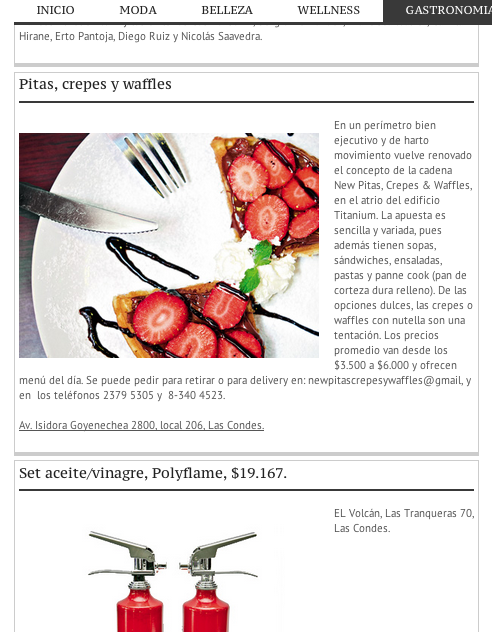 INICIO MODA BELLEZA WELLNESS GASTRONOMIA
Hirane, Erto Pantoja, Diego Ruiz y Nicolás Saavedra.
Pitas, crepes y waffles
En un perímetro bien
ejecutivo y de harto
movimiento vuelve renovado
el concepto de la cadena
New Pitas, Crepes & Waffles,
en el atrio del edificio
Titanium. La apuesta es
sencilla y variada, pues
además tienen sopas,
sándwiches, ensaladas,
pastas y panne cook (pan de
corteza dura relleno). De las
opciones dulces, las crepes o
waffles con nutella son una
tentación. Los precios
promedio van desde los
$3.500 a $6.000 y ofrecen
menú del día. Se puede pedir para retirar o para delivery en: newpitascrepesywaffles@gmail, y
en los teléfonos 2379 5305 y 8-340 4523.
Av. Isidora Goyenechea 2800, local 206, Las Condes.
Set aceite/vinagre, Polyflame, $19.167.
EL Volcán, Las Tranqueras 70,
Las Condes.